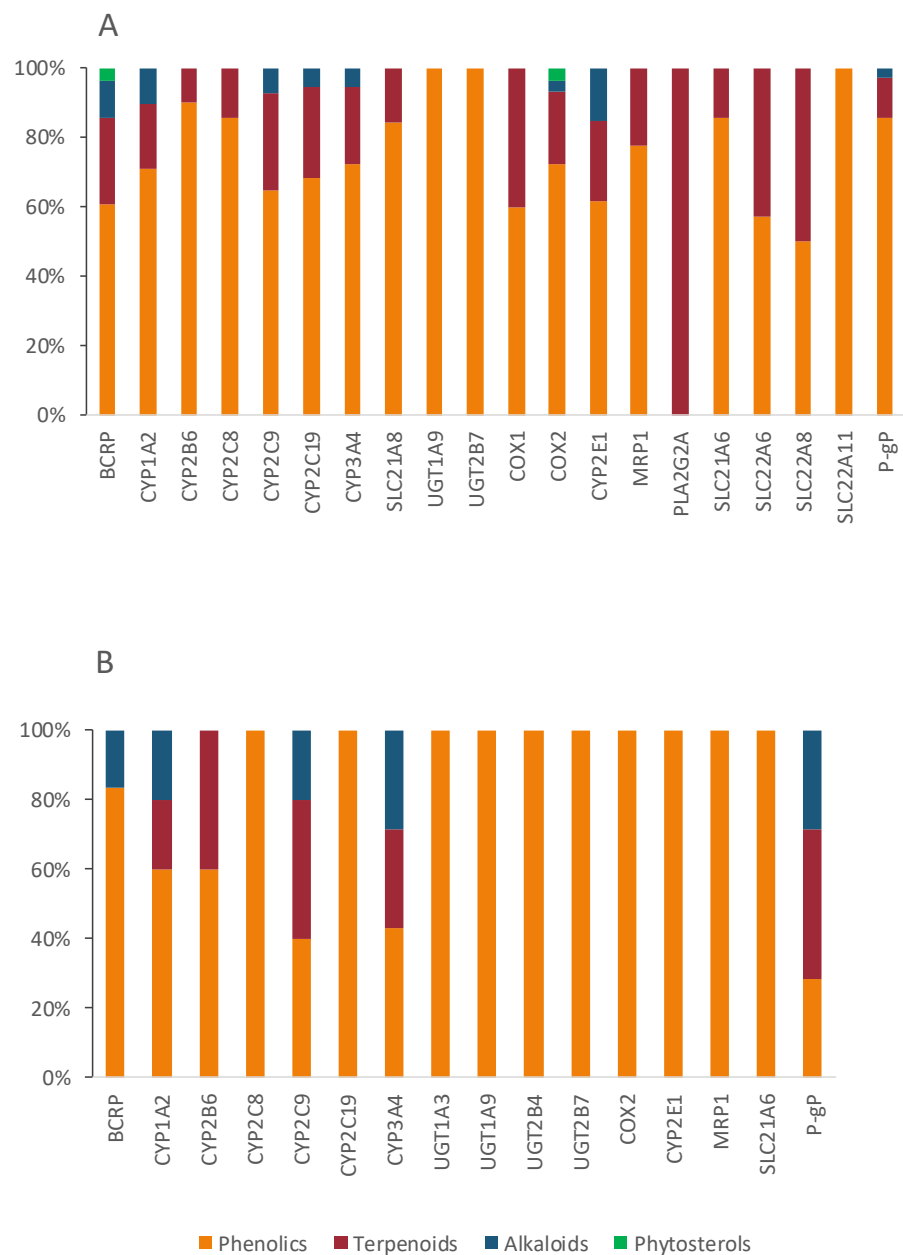 A
100%
80%
60%
40%
20%
0%
BCRP
CYP1A2
CYP2B6
CYP2C8
CYP2C9
CYP2C19
CYP3A4
SLC21A8
UGT1A9
UGT2B7
COX1
COX2
CYP2E1
MRP1
PLA2G2A
SLC21A6
SLC22A6
SLC22A8
SLC22A11
P-gP
B
100%
80%
60%
40%
20%
0%
BCRP
CYP1A2
CYP2B6
CYP2C8
CYP2C9
CYP2C19
CYP3A4
UGT1A3
UGT1A9
UGT2B4
UGT2B7
COX2
CYP2E1
MRP1
SLC21A6
P-gP
Phenolics Terpenoids Alkaloids Phytosterols